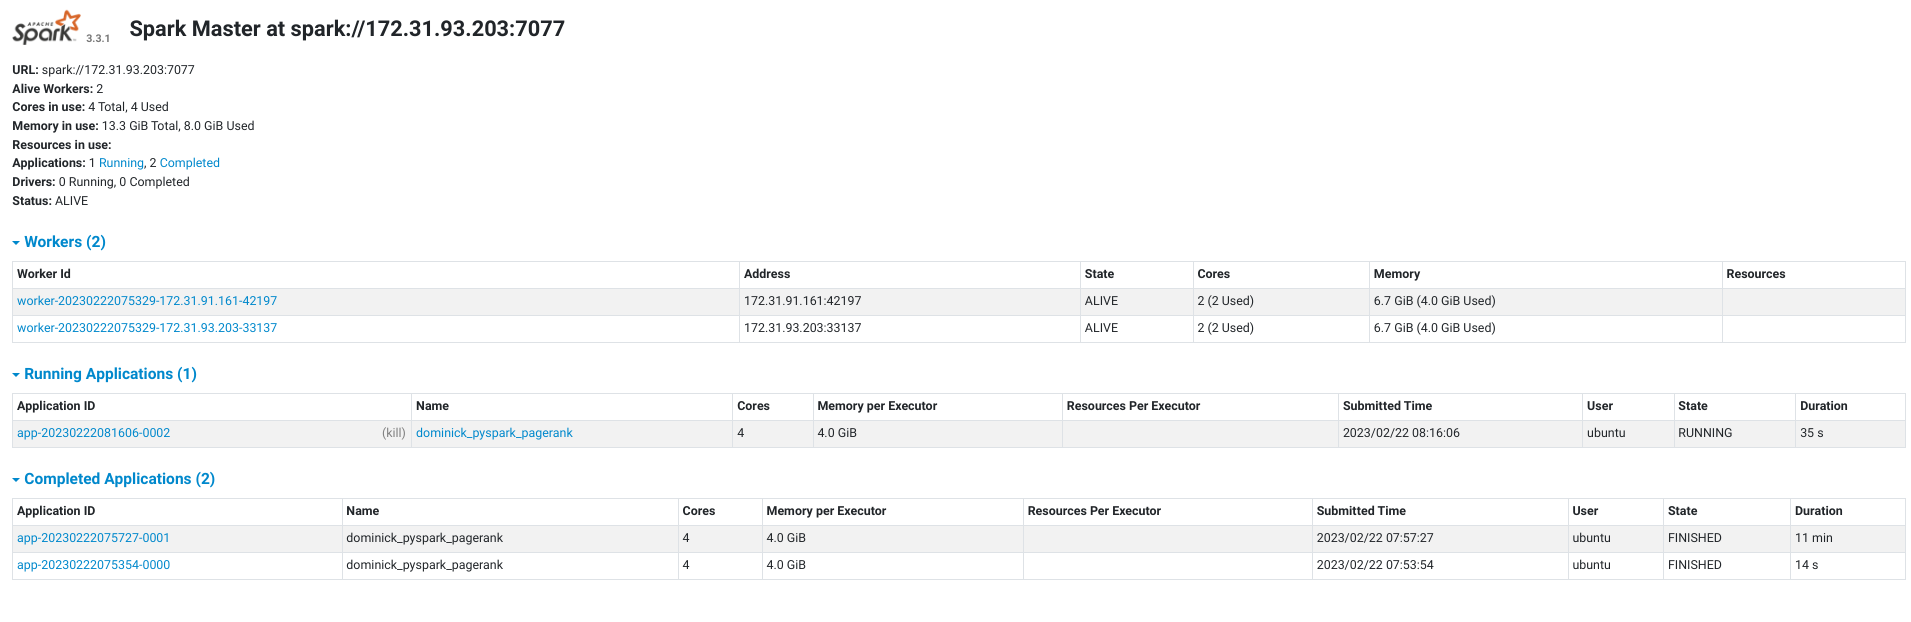 APACHE
Spark 3.3.1 Spark Master at spark://172.31.93.203:7077
URL: spark://172.31.93.203:7077
Alive Workers: 2
Cores in use: 4 Total, 4 Used
Memory in use: 13.3 GiB Total, 8.0 GiB Used
Resources in use:
Applications: 1 Running, 2 Completed
Drivers: 0 Running, 0 Completed
Status: ALIVE
Workers (2)
Worker Id Address State Cores Memory Resources
worker-20230222075329-172.31.91.161-42197 172.31.91.161:42197 ALIVE 2 (2 Used) 6.7 GiB (4.0 GiB Used)
worker-20230222075329-172.31.93.203-33137 172.31.93.203:33137 ALIVE 2 (2 Used) 6.7 GiB (4.0 GiB Used)
Running Applications (1)
Application ID Name Cores Memory per Executor Resources Per Executor Submitted Time User State Duration
app-20230222081606-0002 (kill) dominick_pyspark_pagerank 4 4.0 GiB 2023/02/22 08:16:06 ubuntu RUNNING 35 s
Completed Applications (2)
Application ID Name Cores Memory per Executor Resources Per Executor Submitted Time User State Duration
app-20230222075727-0001 dominick_pyspark_pagerank 4 4.0 GiB 2023/02/22 07:57:27 ubuntu FINISHED 11 min
app-20230222075354-0000 dominick_pyspark_pagerank 4 4.0 GiB 2023/02/22 07:53:54 ubuntu FINISHED 14 s